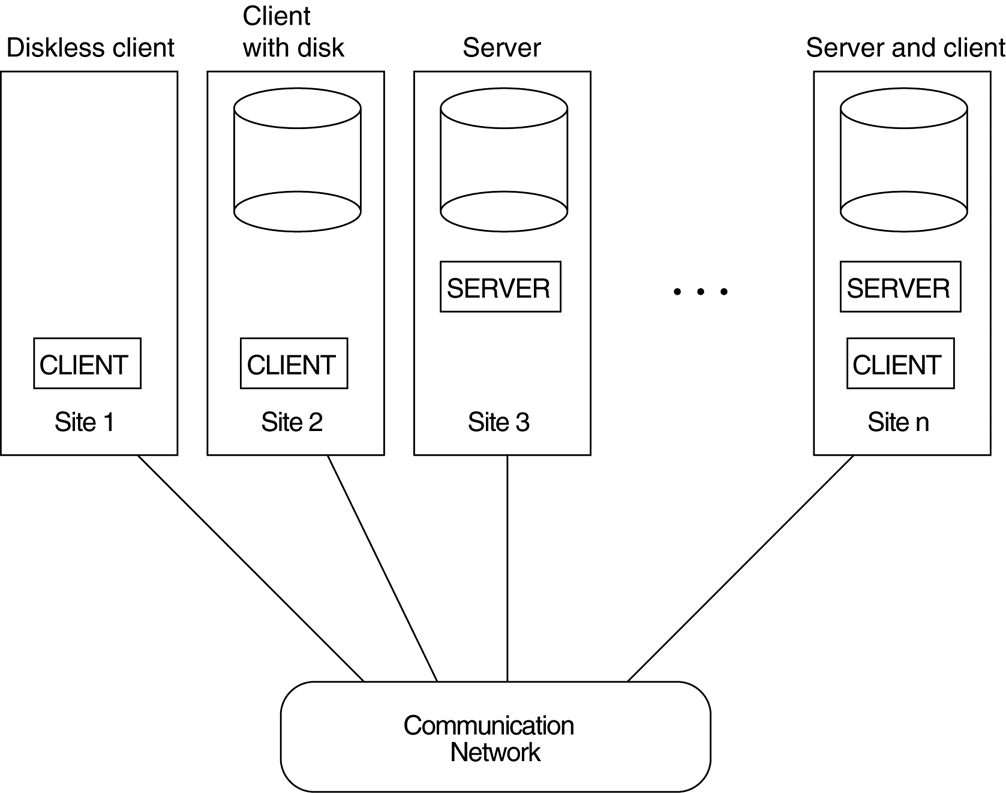 Diskless client
Client
with disk
Server
Server and client
SERVER
...
SERVER
CLIENT
CLIENT
CLIENT
Site 1
Site 2
Site 3
Site n
Communication
Network